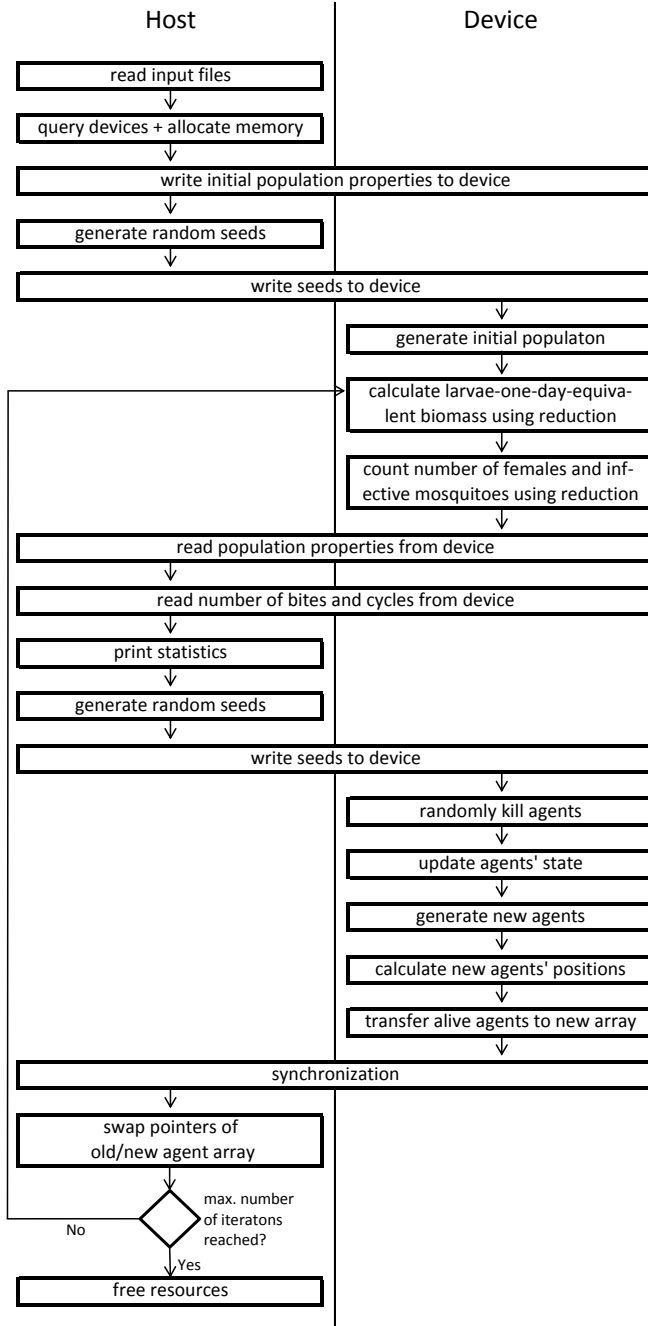 Host
Device
read input files
query devices + allocate memory
write initial population properties to device
generate random seeds
write seeds to device
generate initial populaton
calculate larvae-one-day-equiva-
lent biomass using reduction
count number of females and inf-
ective mosquitoes using reduction
read population properties from device
read number of bites and cycles from device
print statistics
generate random seeds
write seeds to device
randomly kill agents
update agents' state
generate new agents
calculate new agents' positions
transfer alive agents to new array
synchronization
swap pointers of
old/new agent array
max. number
of iteratons
reached?
No
Yes
free resources